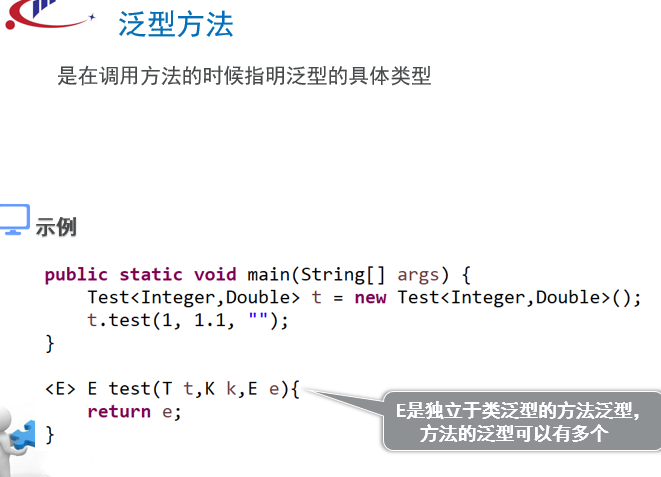 泛型方法
是在调用方法的时候指明泛型的具体类型
示例
public static void main(String[] args) {
    Test<Integer,Double> t = new Test<Integer,Double>();
    t.test(1, 1.1, "");
}
<E> E test(T t,K k,E e){
    return e;
}
E是独立于类泛型的方法泛型，
方法的泛型可以有多个